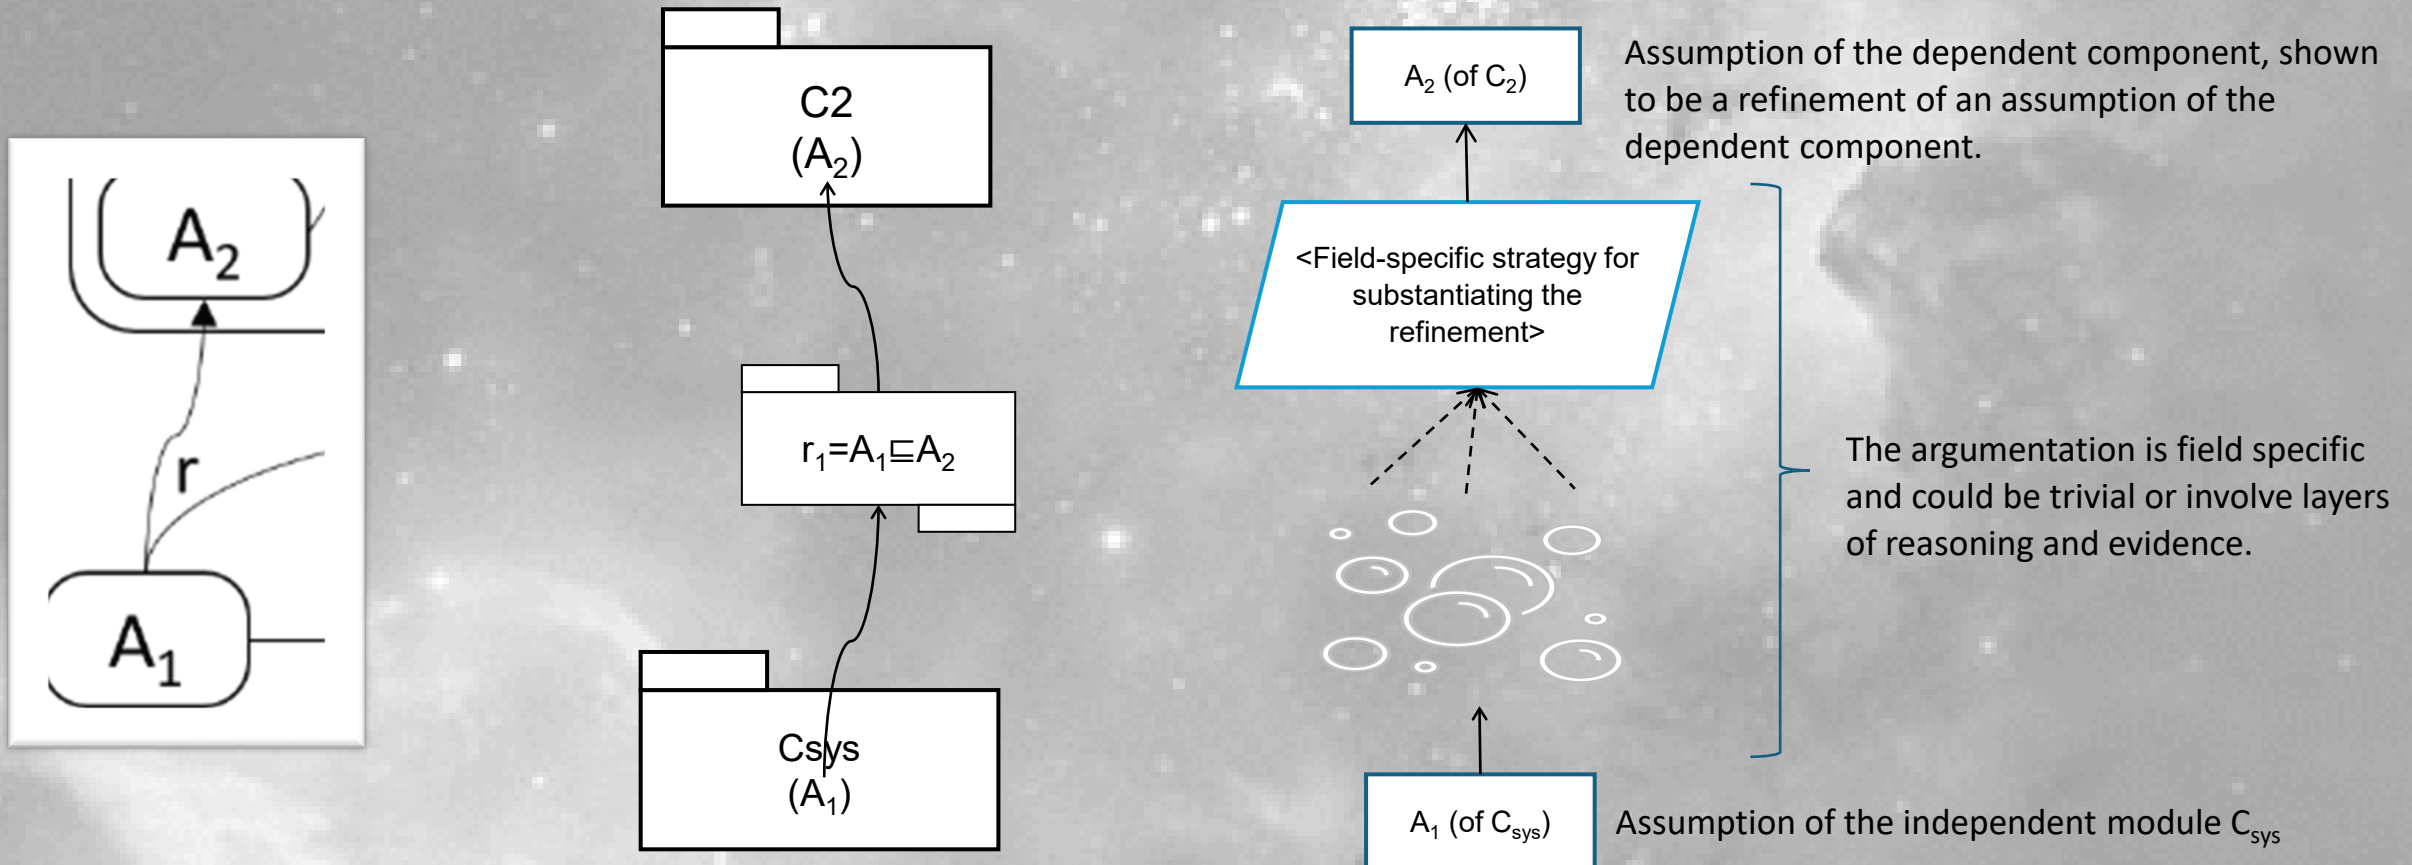 A₂
r
A₁
C2
(A₂)
r₁=A₁⊑A₂
Csys
(A₁)
A₂ (of C₂)
Assumption of the dependent component, shown
to be a refinement of an assumption of the
dependent component.
<Field-specific strategy for
substantiating the
refinement>
The argumentation is field specific
and could be trivial or involve layers
of reasoning and evidence.
A₁ (of Cₛᵧₛ)
Assumption of the independent module Cₛᵧₛ